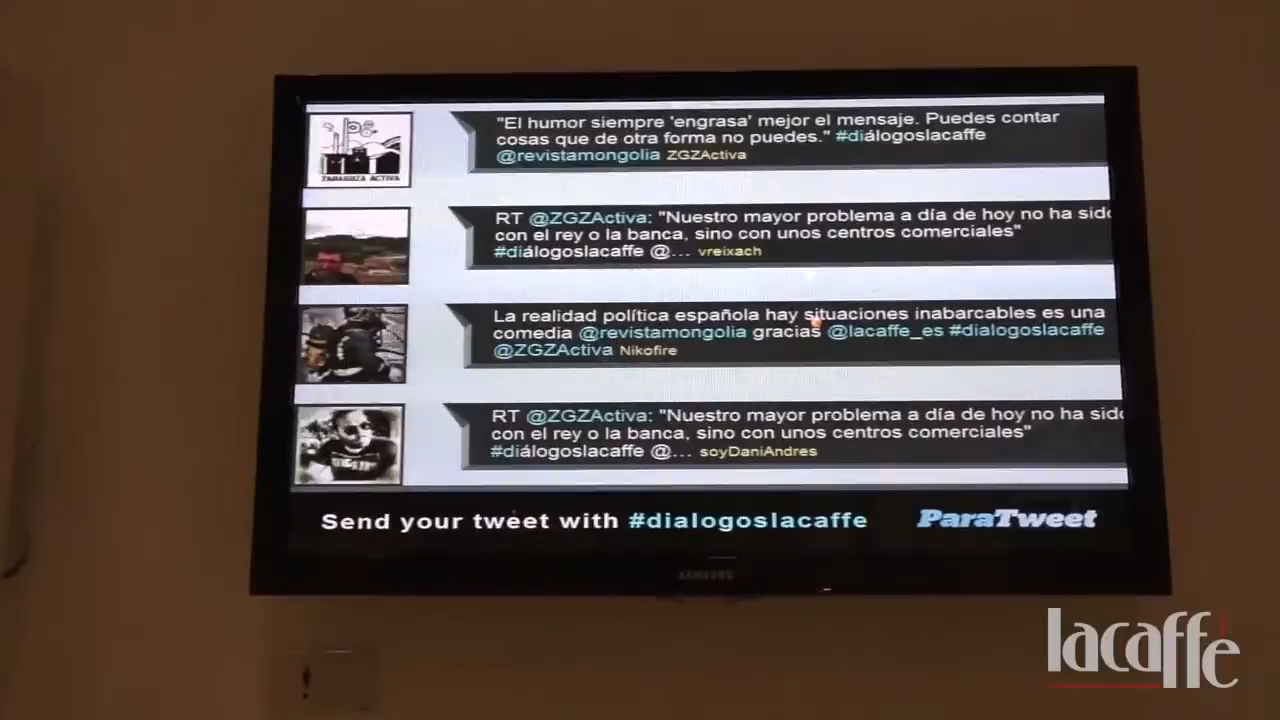 "El humor siempre 'engrasa' mejor el mensaje. Puedes contar
cosas que de otra forma no puedes." #diálogoslacaffe
@revistamongolia ZGZActiva
ZARAGOZA ACTIVA
RT @ZGZActiva: "Nuestro mayor problema a día de hoy no ha sido
con el rey o la banca, sino con unos centros comerciales"
#diálogoslacaffe @... vreixach
La realidad política española hay situaciones inabarcables es una
comedia @revistamongolia gracias @lacaffe_es #dialogoslacaffe
@ZGZActiva Nikofire
RT @ZGZActiva: "Nuestro mayor problema a día de hoy no ha sido
con el rey o la banca, sino con unos centros comerciales"
#diálogoslacaffe @... soyDaniAndres
Send your tweet with #dialogoslacaffe ParaTweet
SAMSUNG
lacaffè